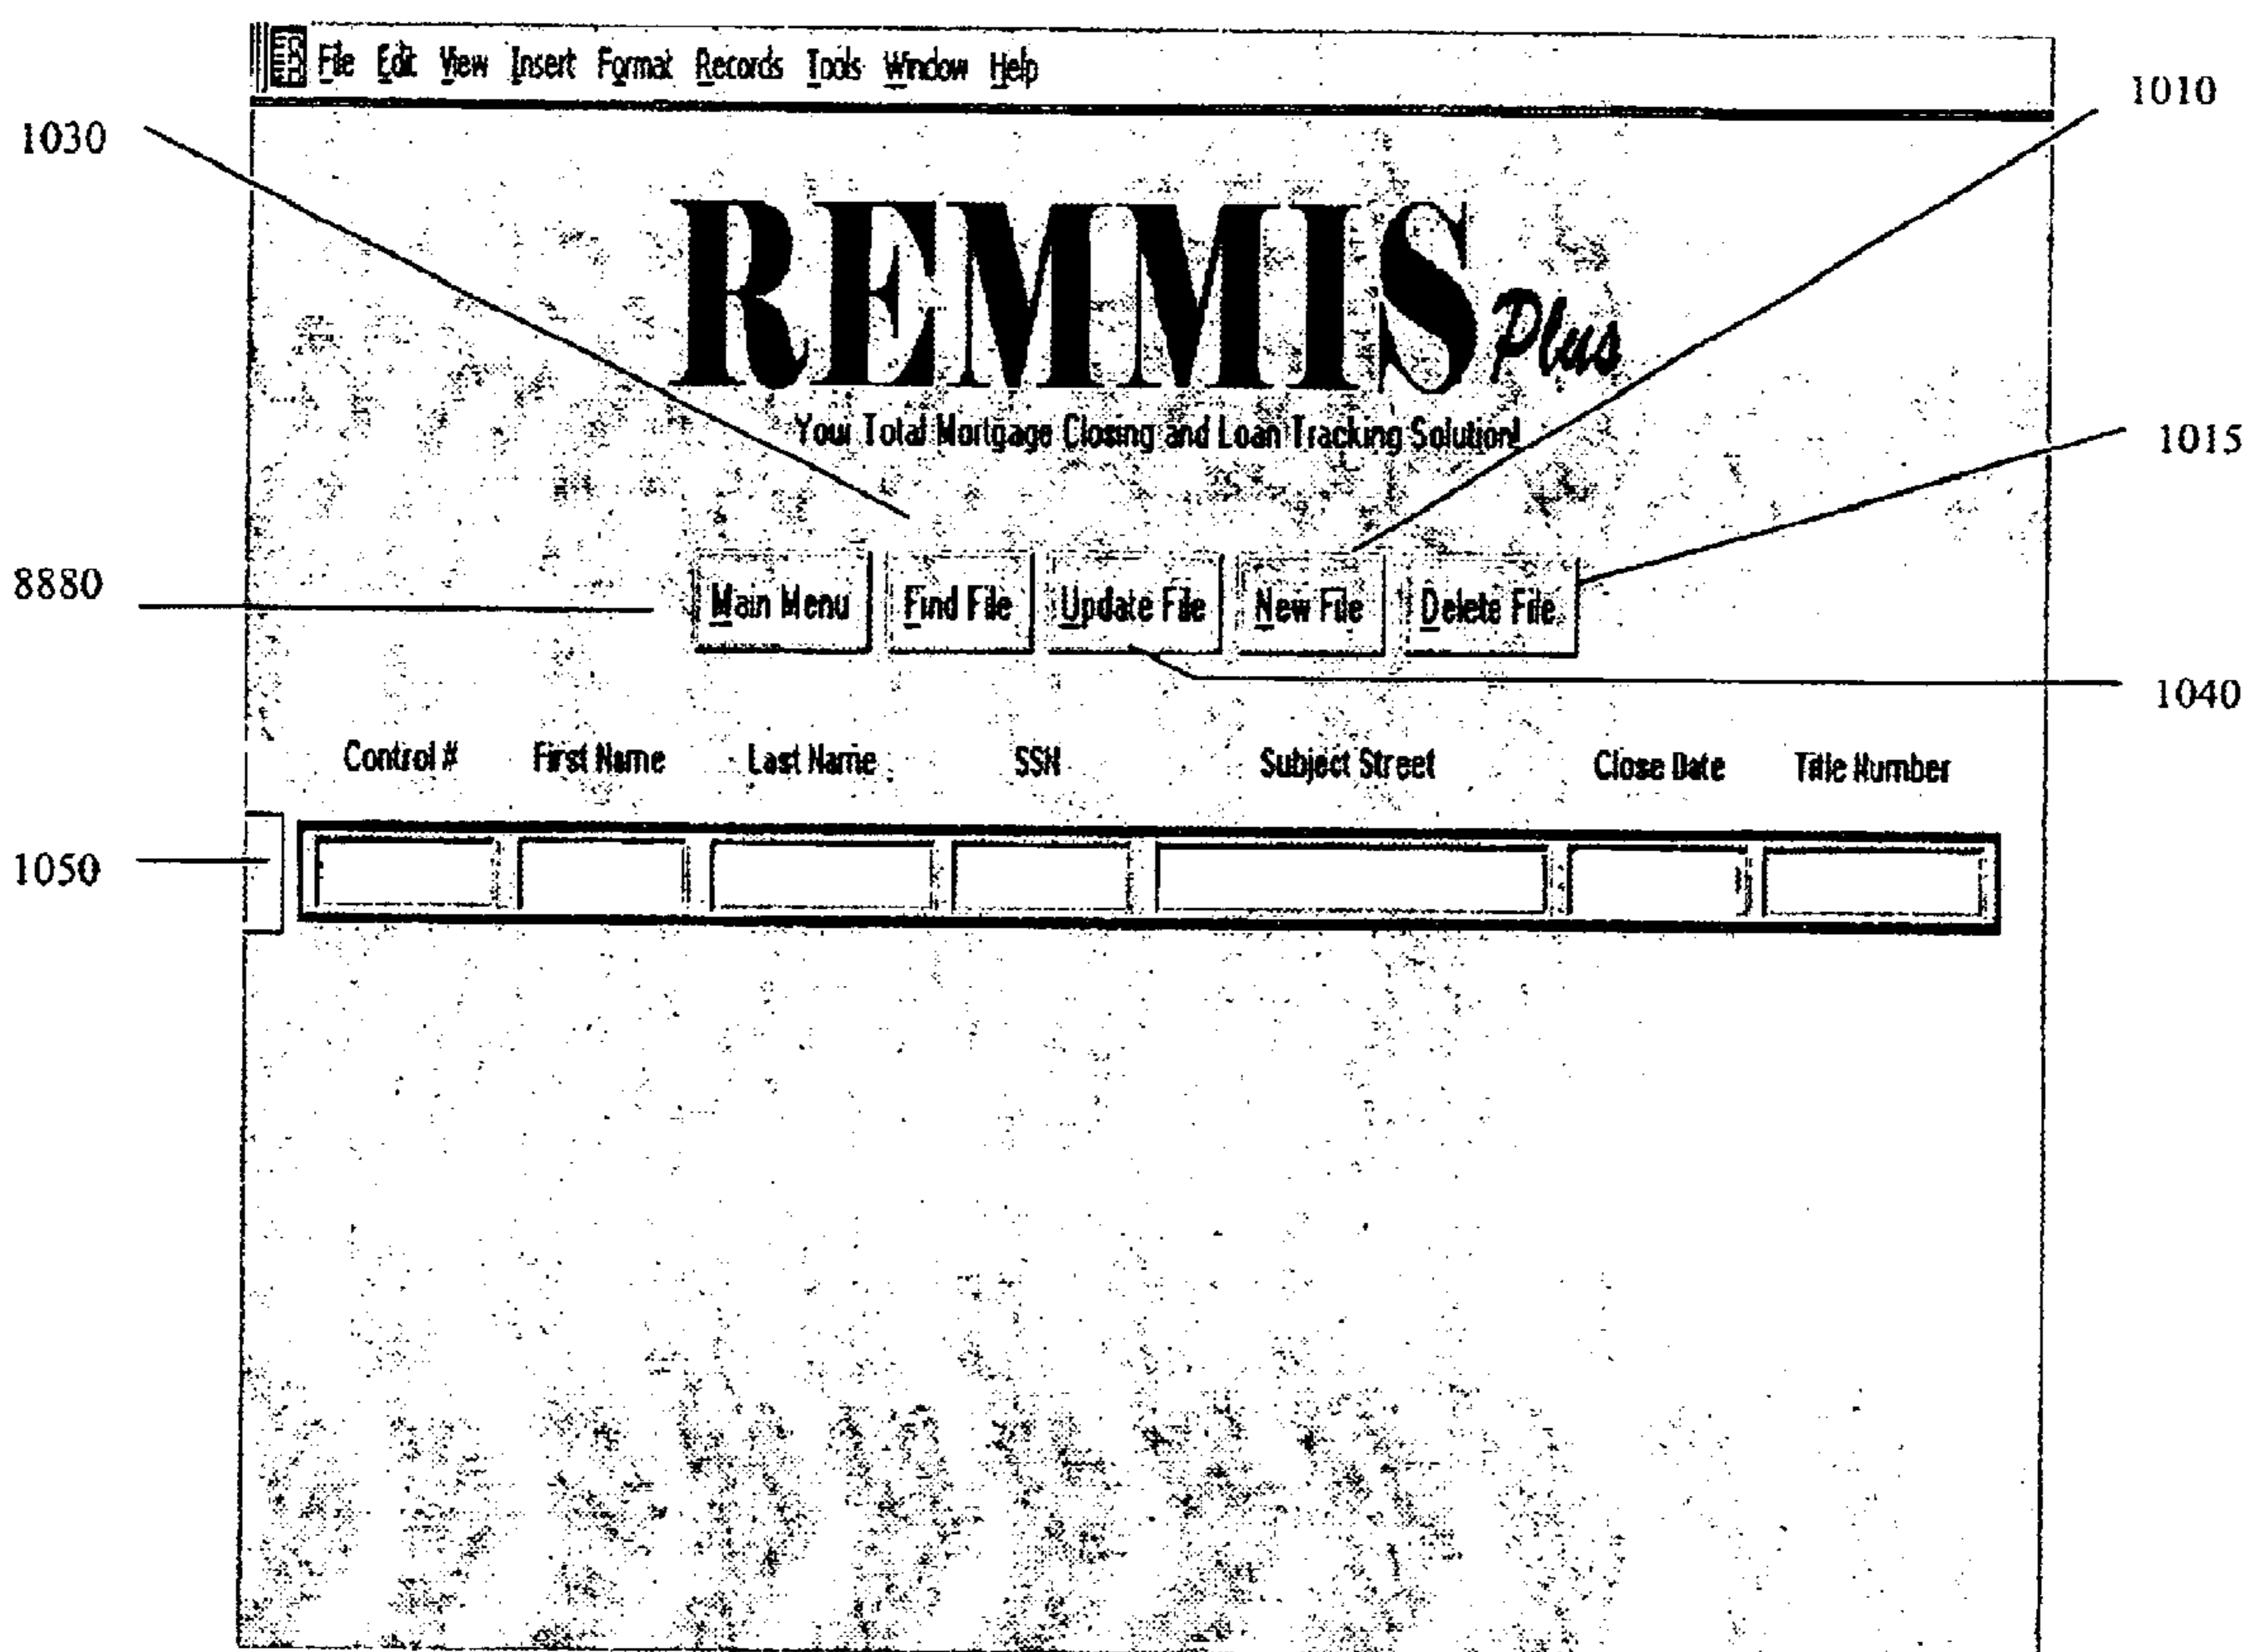 File Edit View Insert Format Records Tools Window Help
1010
1030
REMMIS Plus
Your Total Mortgage Closing and Loan Tracking Solution!
1015
8880
Main Menu Find File Update File New File Delete File
1040
Control # First Name Last Name SSN Subject Street Close Date Title Number
1050